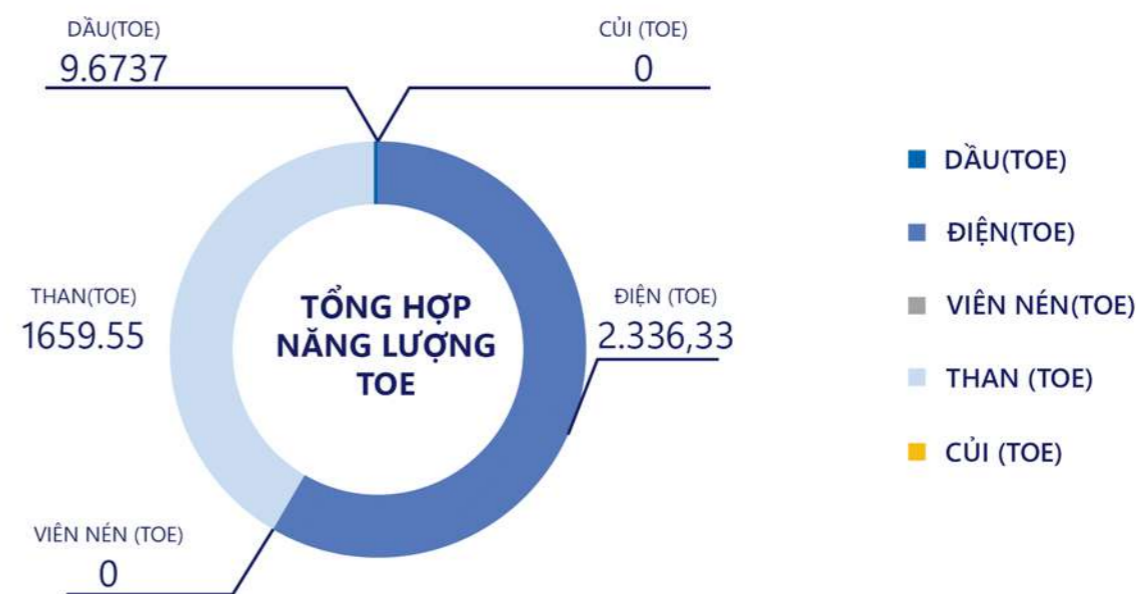 DẦU(TOE)
9.6737
CỦI (TOE)
0
THAN(TOE)
1659.55
TỔNG HỢP
NĂNG LƯỢNG
TOE
ĐIỆN (TOE)
2.336,33
VIÊN NÉN (TOE)
0
DẦU(TOE)
ĐIỆN(TOE)
VIÊN NÉN(TOE)
THAN (TOE)
CỦI (TOE)